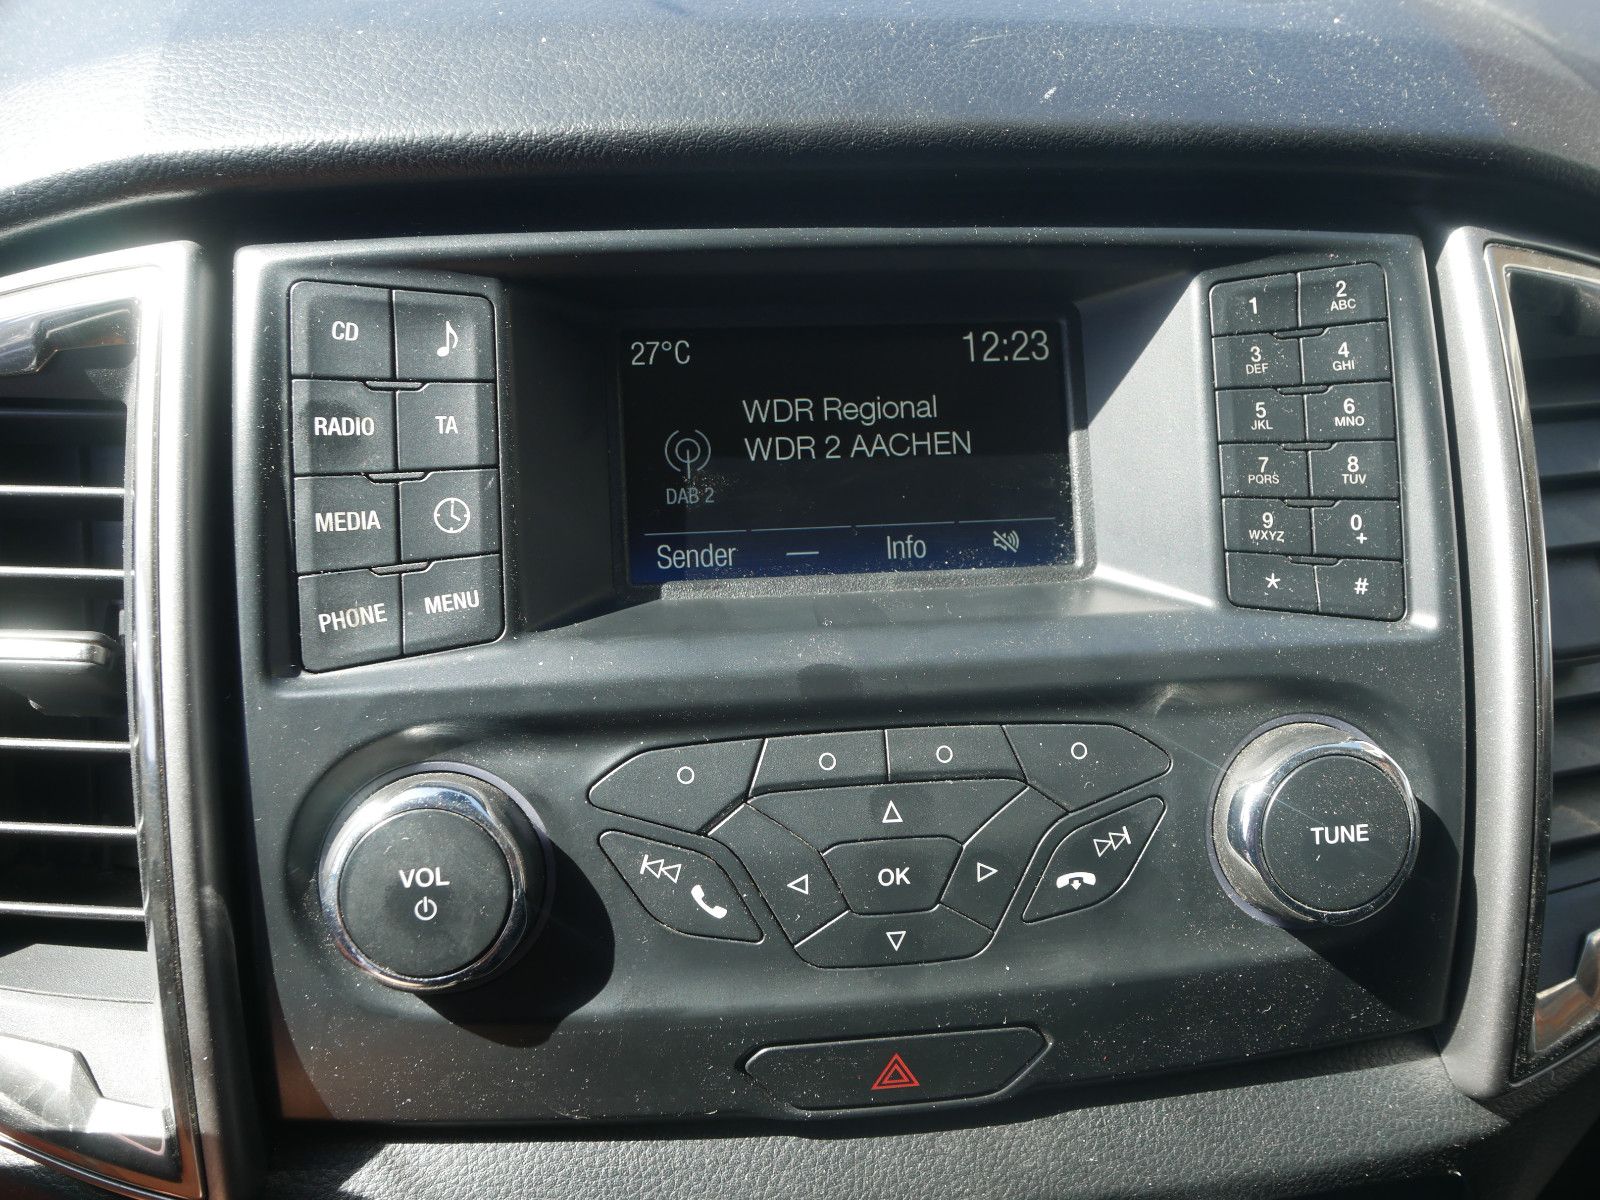 CD
RADIO TA
MEDIA
PHONE MENU
27°C 12:23
WDR Regional
WDR 2 AACHEN
DAB 2
Sender — Info
1 2 ABC
3 DEF 4 GHI
5 JKL 6 MNO
7 PQRS 8 TUV
9 WXYZ 0 +
* #
VOL
OK
TUNE